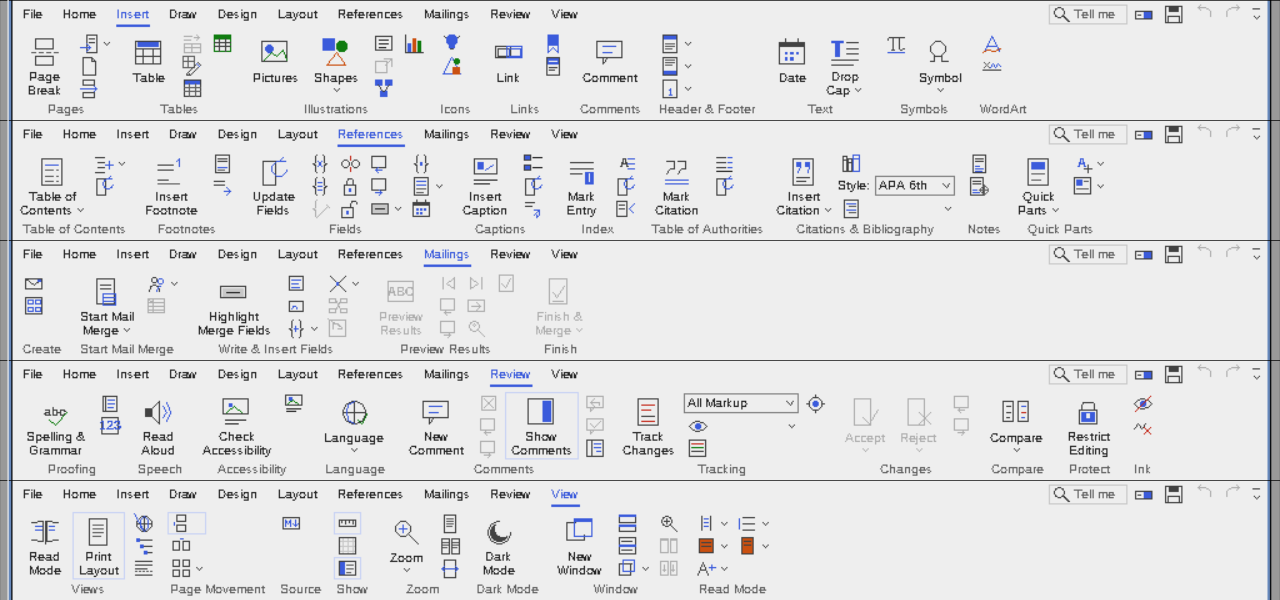 File Home Insert Draw Design Layout References Mailings Review View Tell me
Page Break Table Pictures Shapes Link Comment 1 Date Drop Cap Symbol
Pages Tables Illustrations Icons Links Comments Header & Footer Text Symbols WordArt
File Home Insert Draw Design Layout References Mailings Review View Tell me
Style: APA 6th
Table of Contents Insert Footnote Update Fields Insert Caption Mark Entry Mark Citation Insert Citation Quick Parts
Table of Contents Footnotes Fields Captions Index Table of Authorities Citations & Bibliography Notes Quick Parts
File Home Insert Draw Design Layout References Mailings Review View Tell me
ABC
Start Mail Merge Highlight Merge Fields Preview Results Finish & Merge
Create Start Mail Merge Write & Insert Fields Preview Results Finish
File Home Insert Draw Design Layout References Mailings Review View Tell me
abc 123 All Markup
Spelling & Grammar Read Aloud Check Accessibility Language New Comment Show Comments Track Changes Accept Reject Compare Restrict Editing
Proofing Speech Accessibility Language Comments Tracking Changes Compare Protect Ink
File Home Insert Draw Design Layout References Mailings Review View Tell me
M
Read Mode Print Layout Zoom Dark Mode New Window A+
Views Page Movement Source Show Zoom Dark Mode Window Read Mode